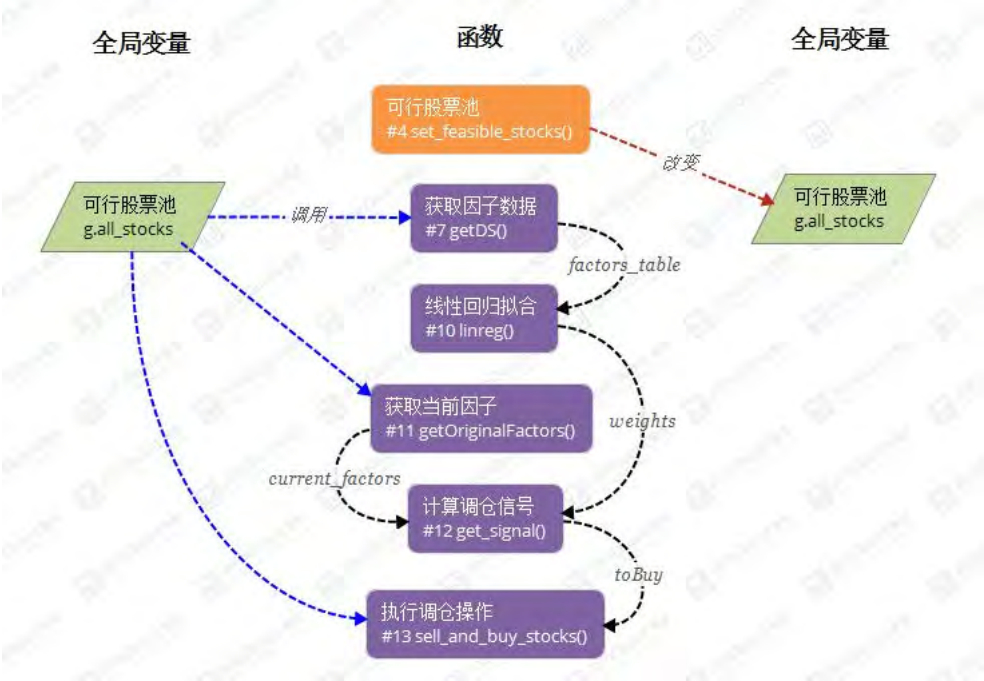 全局变量
函数
全局变量
可行股票池
#4 set_feasible_stocks()
改变
可行股票池
g.all_stocks
调用
获取因子数据
#7 getDS()
可行股票池
g.all_stocks
factors_table
线性回归拟合
#10 linreg()
获取当前因子
#11 getOriginalFactors()
weights
current_factors
计算调仓信号
#12 get_signal()
toBuy
执行调仓操作
#13 sell_and_buy_stocks()